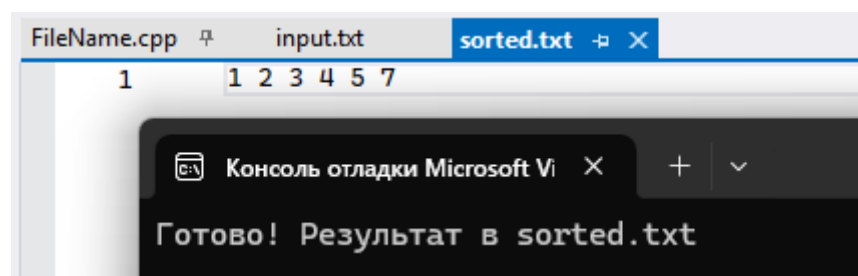 FileName.cpp input.txt sorted.txt
1 1 2 3 4 5 7
Консоль отладки Microsoft Vi
Готово! Результат в sorted.txt